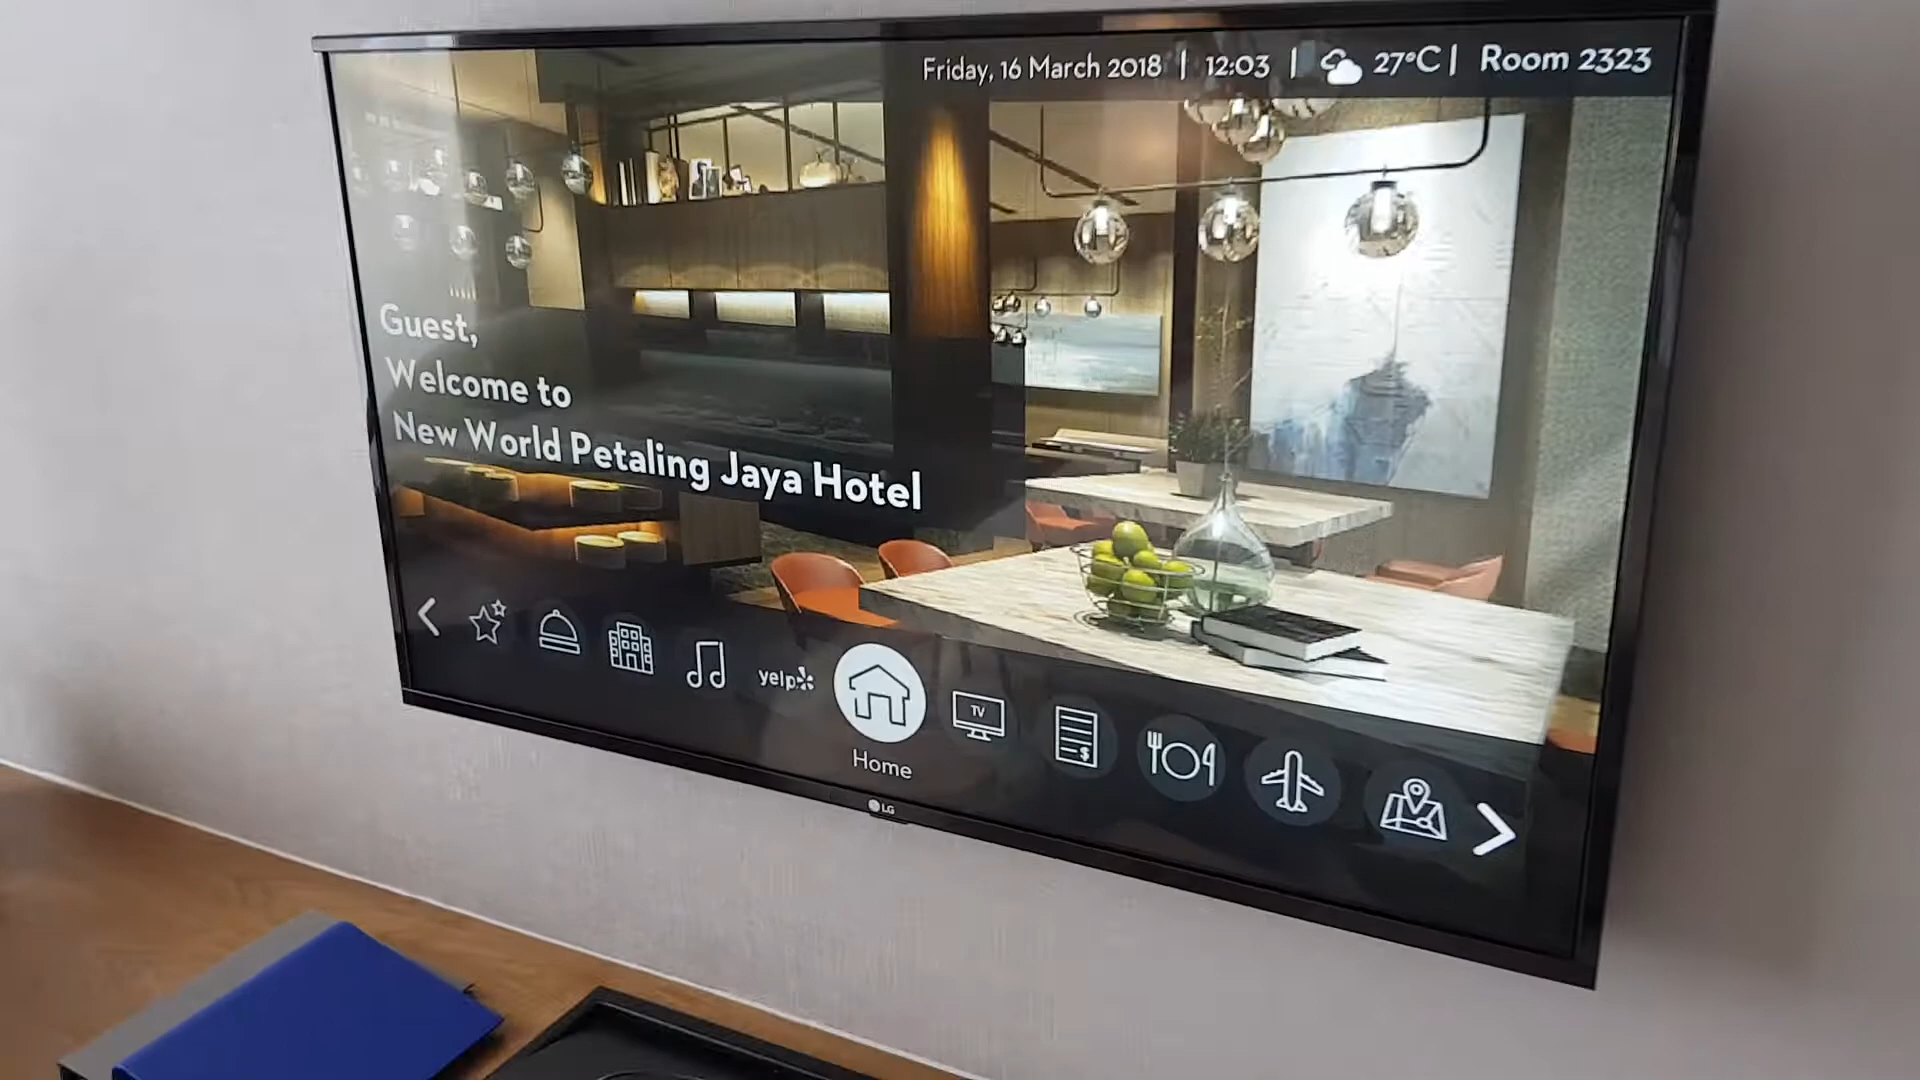 Friday, 16 March 2018 | 12:03 | 27°C | Room 2323
Guest,
Welcome to
New World Petaling Jaya Hotel
yelp
TV
$
Home
LG